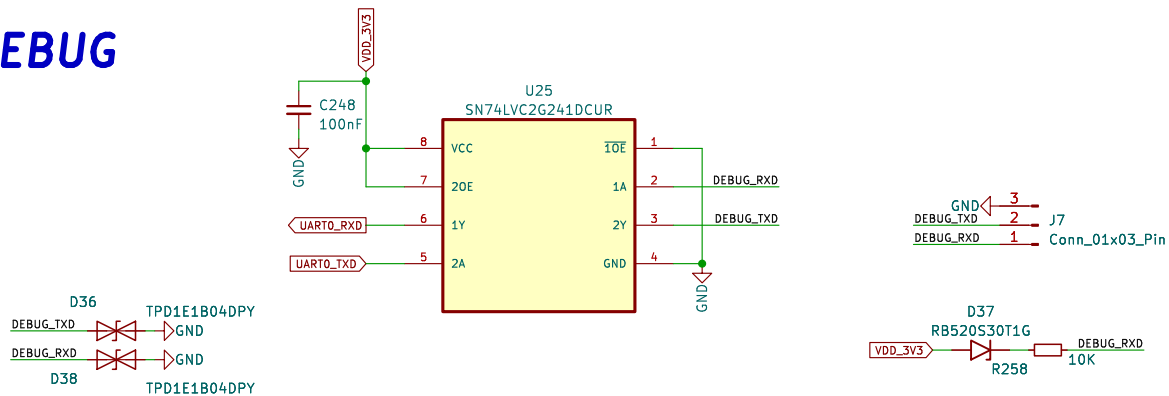 EBUG
VDD_3V3
C248
100nF
GND
U25
SN74LVC2G241DCUR
8
VCC
1OE
1
7
2OE
1A
2
DEBUG_RXD
UART0_RXD
6
1Y
2Y
3
DEBUG_TXD
UART0_TXD
5
2A
GND
4
GND
GND
3
DEBUG_TXD
2
J7
DEBUG_RXD
1
Conn_01x03_Pin
D36
TPD1E1B04DPY
DEBUG_TXD
GND
DEBUG_RXD
GND
D38
TPD1E1B04DPY
D37
RB520S30T1G
VDD_3V3
DEBUG_RXD
10K
R258